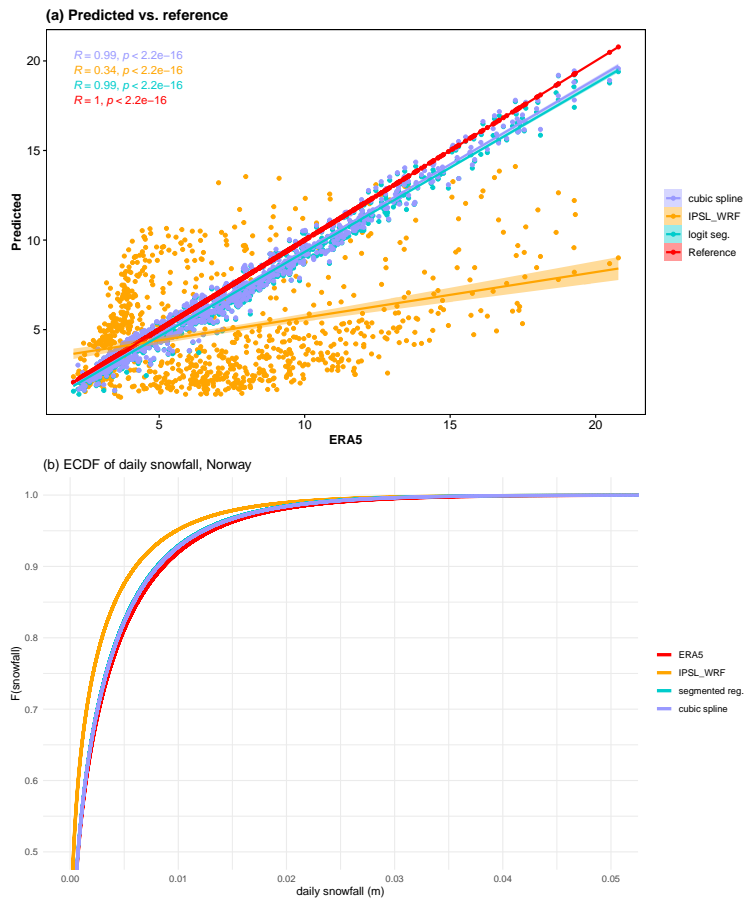 (a) Predicted vs. reference
R = 0.99, p < 2.2e−16
R = 0.34, p < 2.2e−16
R = 0.99, p < 2.2e−16
R = 1, p < 2.2e−16
20
15
10
5
Predicted
5
10
15
20
ERA5
cubic spline
IPSL_WRF
logit seg.
Reference
(b) ECDF of daily snowfall, Norway
1.0
0.9
0.8
0.7
0.6
0.5
F(snowfall)
0.00
0.01
0.02
0.03
0.04
0.05
daily snowfall (m)
ERA5
IPSL_WRF
segmented reg.
cubic spline